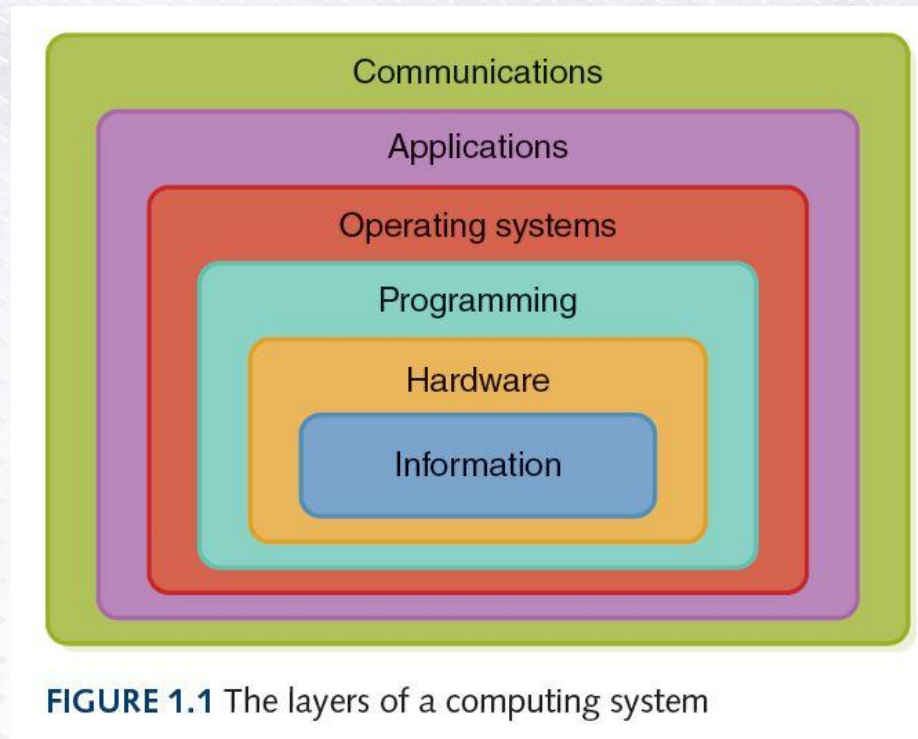 Communications
Applications
Operating systems
Programming
Hardware
Information
FIGURE 1.1 The layers of a computing system